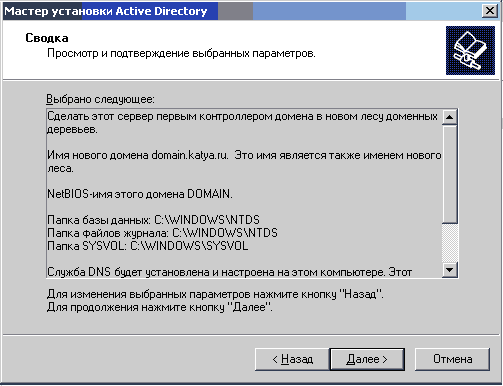 Мастер установки Active Directory
Сводка
Просмотр и подтверждение выбранных параметров.
Выбрано следующее:
Сделать этот сервер первым контроллером домена в новом лесу доменных
деревьев.
Имя нового домена domain.katya.ru. Это имя является также именем нового
леса.
NetBIOS-имя этого домена DOMAIN.
Папка базы данных: C:\WINDOWS\NTDS
Папка файлов журнала: C:\WINDOWS\NTDS
Папка SYSVOL: C:\WINDOWS\SYSVOL
Служба DNS будет установлена и настроена на этом компьютере. Этот
Для изменения выбранных параметров нажмите кнопку "Назад".
Для продолжения нажмите кнопку "Далее".
< Назад Далее > Отмена